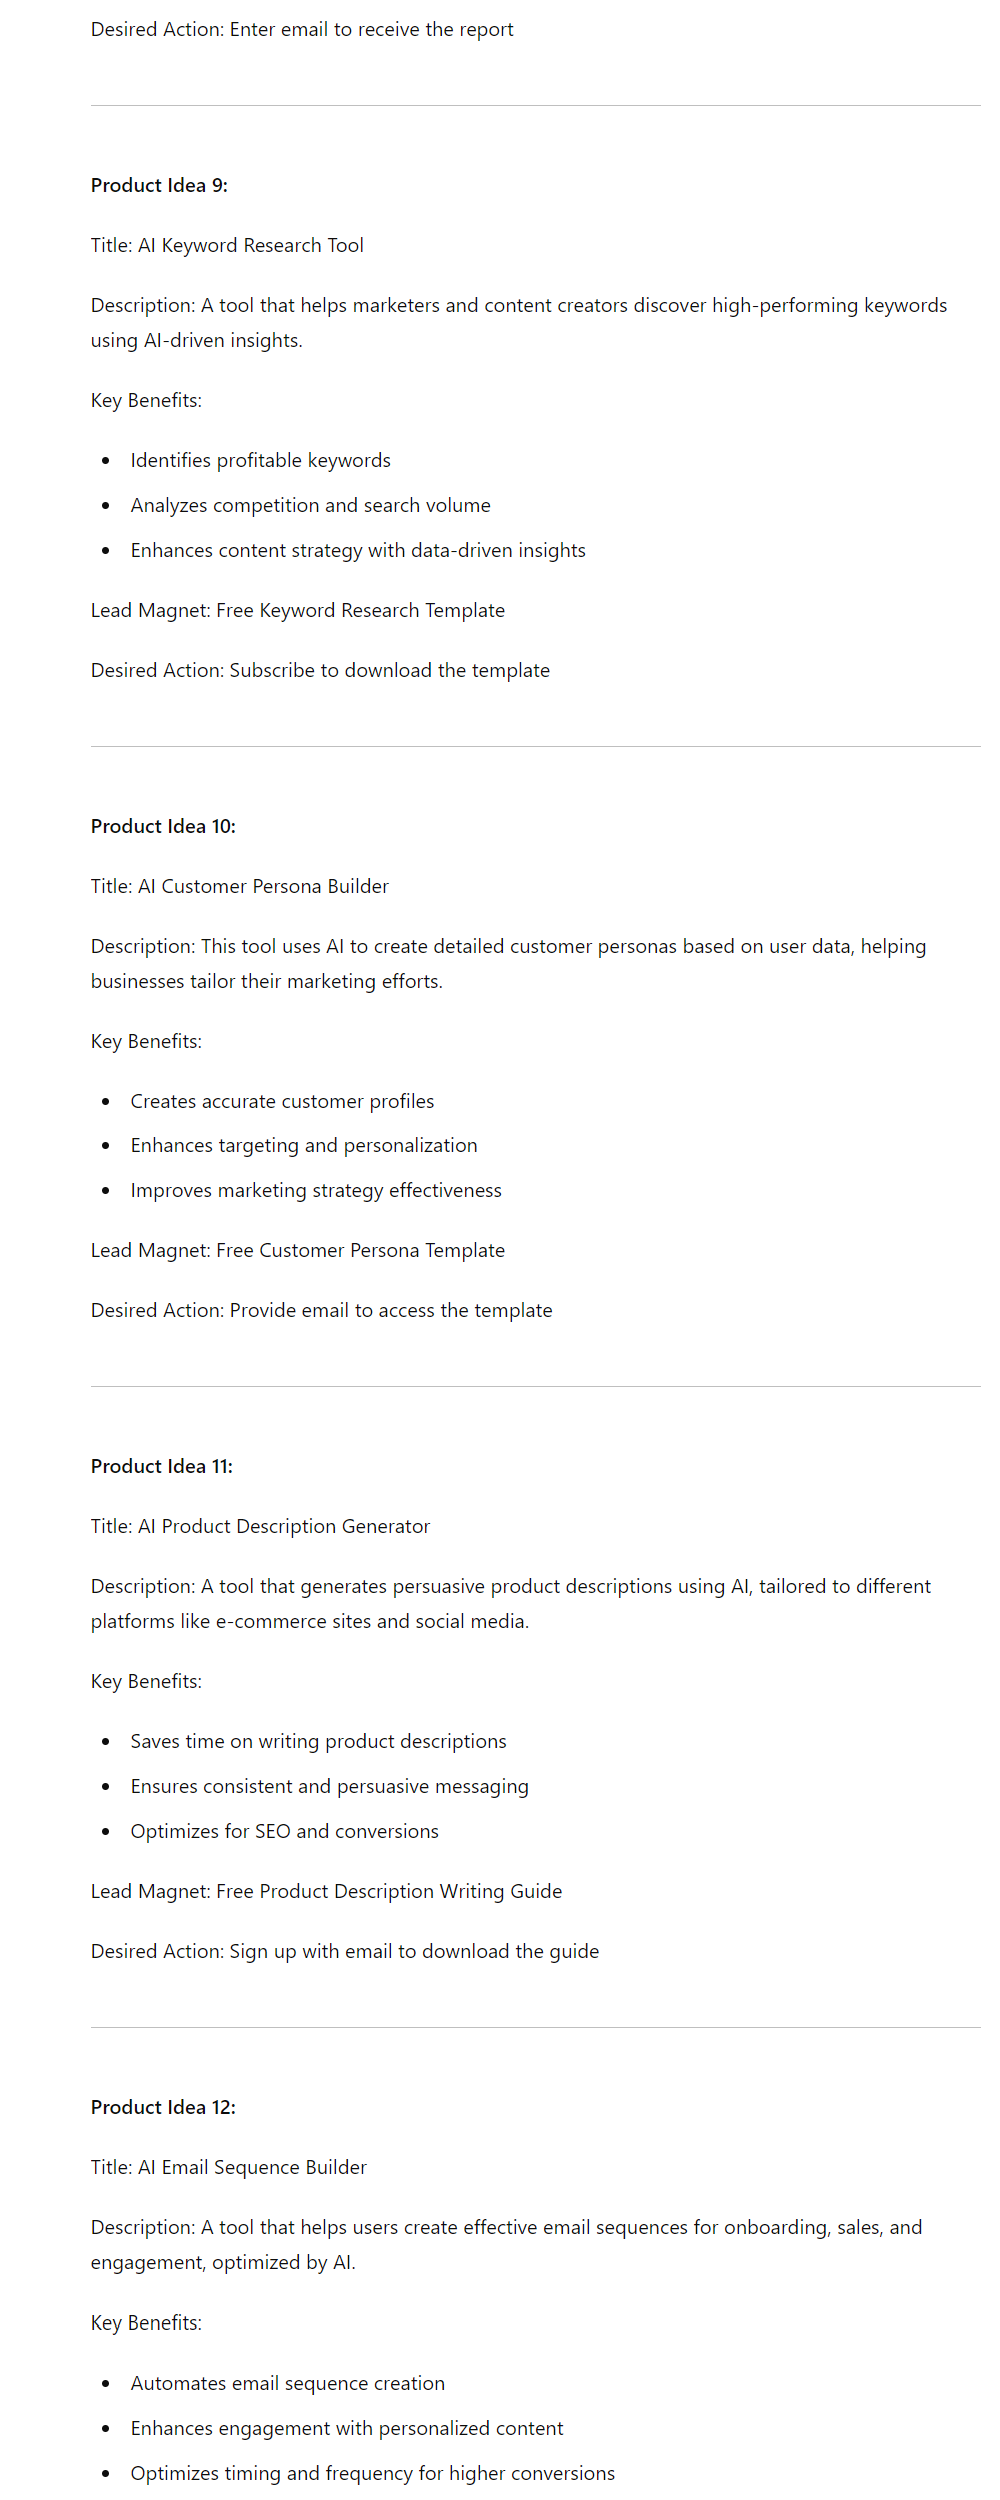 Desired Action: Enter email to receive the report
Product Idea 9:
Title: AI Keyword Research Tool
Description: A tool that helps marketers and content creators discover high-performing keywords
using AI-driven insights.
Key Benefits:
• Identifies profitable keywords
• Analyzes competition and search volume
• Enhances content strategy with data-driven insights
Lead Magnet: Free Keyword Research Template
Desired Action: Subscribe to download the template
Product Idea 10:
Title: AI Customer Persona Builder
Description: This tool uses AI to create detailed customer personas based on user data, helping
businesses tailor their marketing efforts.
Key Benefits:
• Creates accurate customer profiles
• Enhances targeting and personalization
• Improves marketing strategy effectiveness
Lead Magnet: Free Customer Persona Template
Desired Action: Provide email to access the template
Product Idea 11:
Title: AI Product Description Generator
Description: A tool that generates persuasive product descriptions using AI, tailored to different
platforms like e-commerce sites and social media.
Key Benefits:
• Saves time on writing product descriptions
• Ensures consistent and persuasive messaging
• Optimizes for SEO and conversions
Lead Magnet: Free Product Description Writing Guide
Desired Action: Sign up with email to download the guide
Product Idea 12:
Title: AI Email Sequence Builder
Description: A tool that helps users create effective email sequences for onboarding, sales, and
engagement, optimized by AI.
Key Benefits:
• Automates email sequence creation
• Enhances engagement with personalized content
• Optimizes timing and frequency for higher conversions